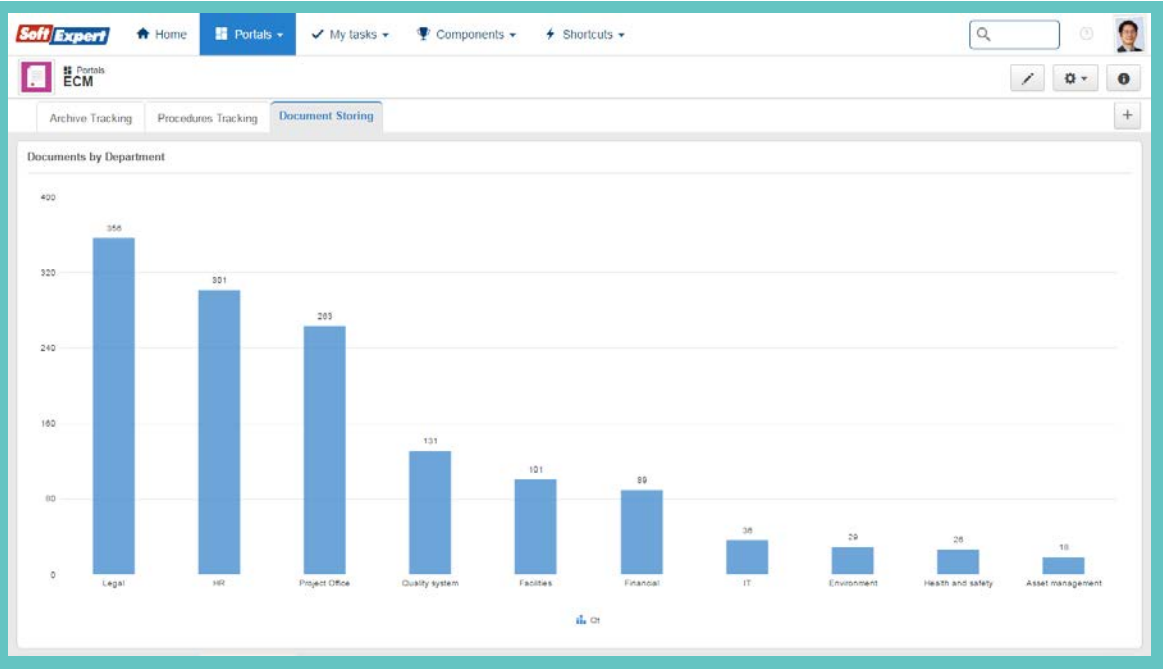 SoftExpert Home Portals My tasks Components Shortcuts
Portals
ECM
Archive Tracking Procedures Tracking Document Storing +
Documents by Department
400
356
320
301
263
240
160
131
101
89
80
36
29
26
18
0
Legal HR Project Office Quality system Facilities Financial IT Environment Health and safety Asset management